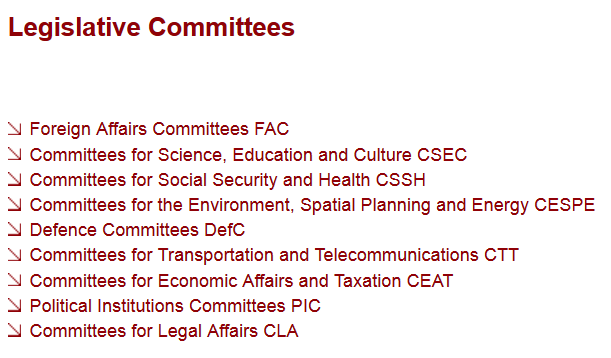 Legislative Committees
Foreign Affairs Committees FAC
Committees for Science, Education and Culture CSEC
Committees for Social Security and Health CSSH
Committees for the Environment, Spatial Planning and Energy CESPE
Defence Committees DefC
Committees for Transportation and Telecommunications CTT
Committees for Economic Affairs and Taxation CEAT
Political Institutions Committees PIC
Committees for Legal Affairs CLA